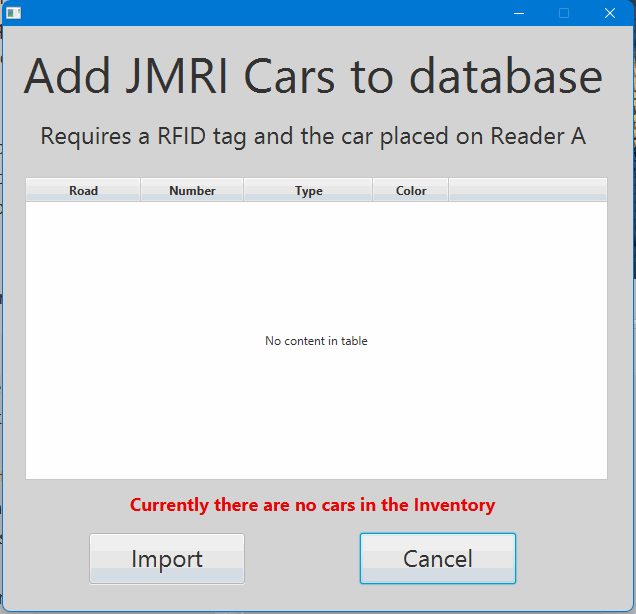 Add JMRI Cars to database
Requires a RFID tag and the car placed on Reader A
Road Number Type Color
No content in table
Currently there are no cars in the Inventory
Import Cancel